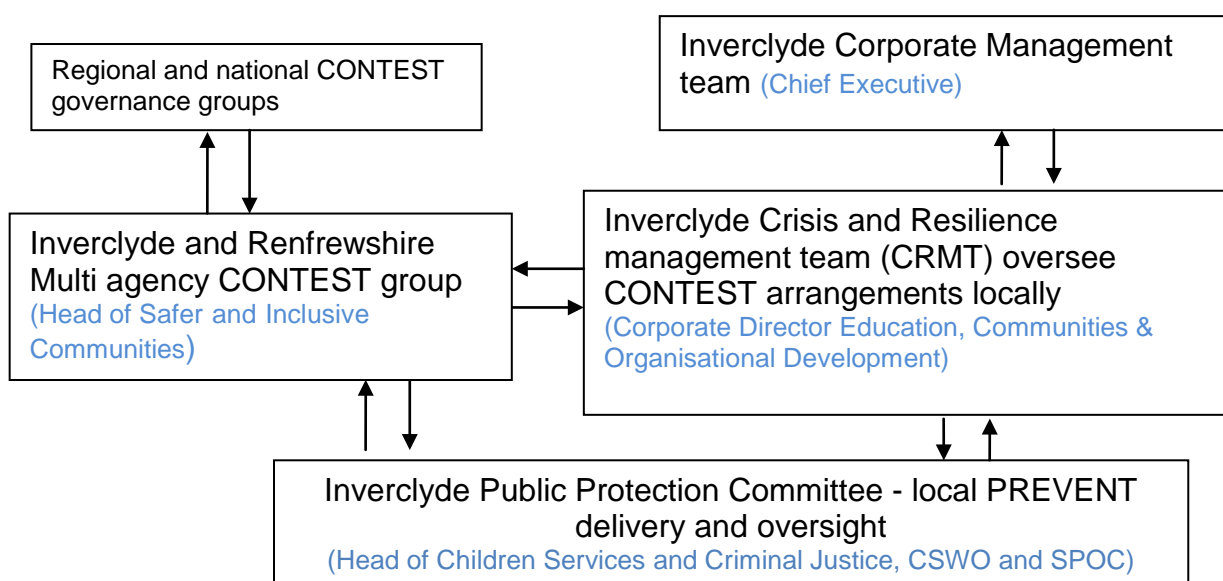 Regional and national CONTEST
governance groups
Inverclyde Corporate Management
team (Chief Executive)
Inverclyde and Renfrewshire
Multi agency CONTEST group
(Head of Safer and Inclusive
Communities)
Inverclyde Crisis and Resilience
management team (CRMT) oversee
CONTEST arrangements locally
(Corporate Director Education, Communities &
Organisational Development)
Inverclyde Public Protection Committee - local PREVENT
delivery and oversight
(Head of Children Services and Criminal Justice, CSWO and SPOC)